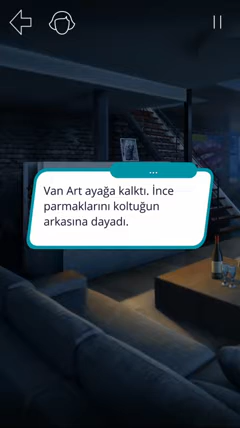 ...
Van Art ayağa kalktı. İnce
parmaklarını koltuğun
arkasına dayadı.